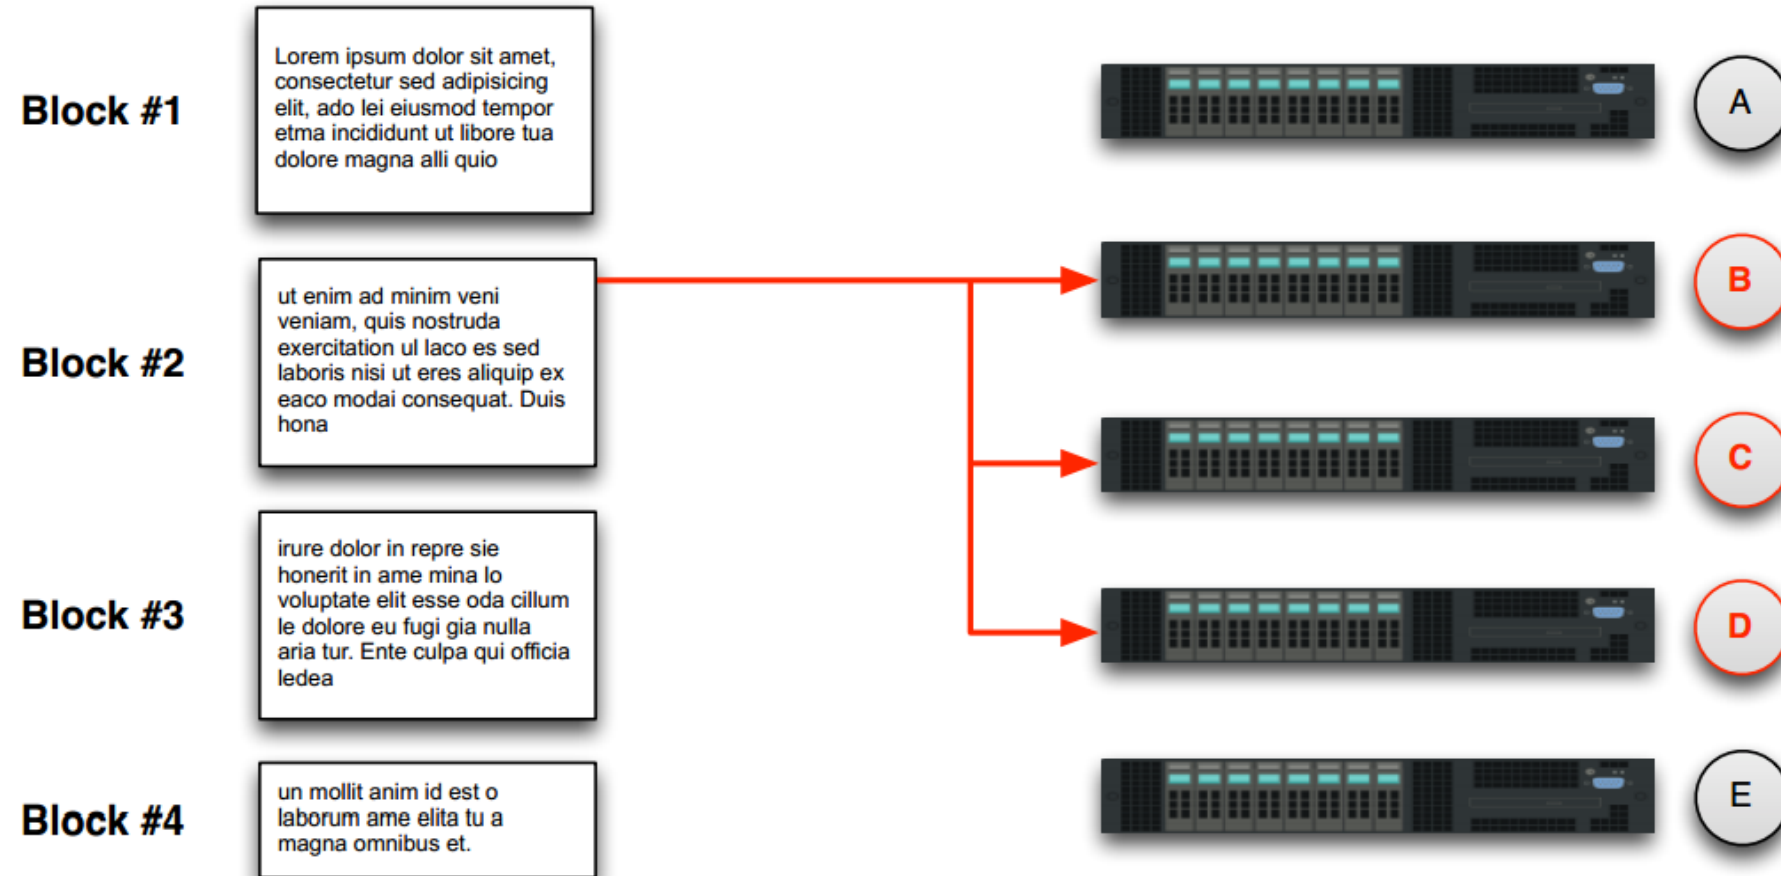 Block #1
Lorem ipsum dolor sit amet,
consectetur sed adipisicing
elit, ado lei eiusmod tempor
etma incididunt ut libore tua
dolore magna alli quio
A
Block #2
ut enim ad minim veni
veniam, quis nostruda
exercitation ul laco es sed
laboris nisi ut eres aliquip ex
eaco modai consequat. Duis
hona
B
C
Block #3
irure dolor in repre sie
honerit in ame mina lo
voluptate elit esse oda cillum
le dolore eu fugi gia nulla
aria tur. Ente culpa qui officia
ledea
D
Block #4
un mollit anim id est o
laborum ame elita tu a
magna omnibus et.
E